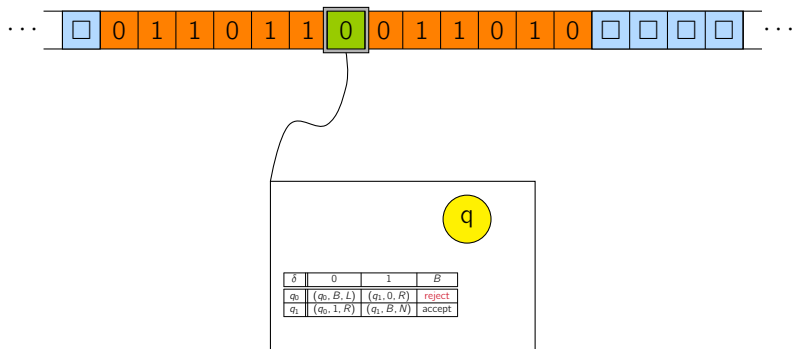 ··· □ 0 1 1 0 1 1 0 0 1 1 0 1 0 □ □ □ □ ···
q
δ 0 1 B
q₀ (q₀, B, L) (q₁, 0, R) reject
q₁ (q₀, 1, R) (q₁, B, N) accept